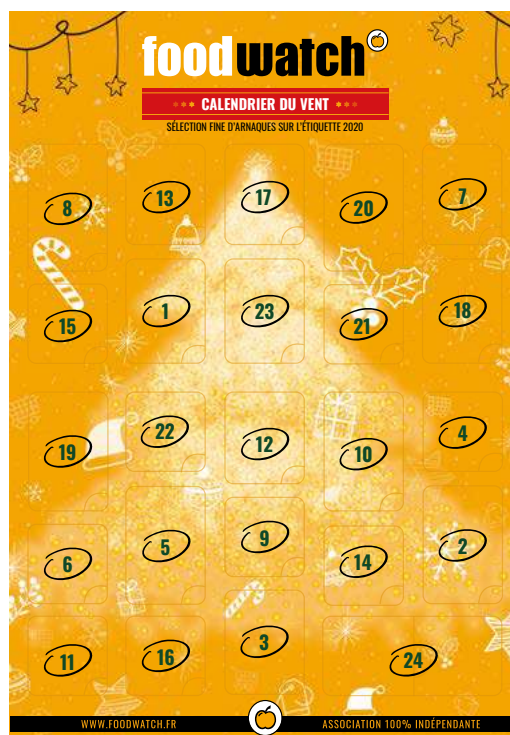 foodwatch
CALENDRIER DU VENT
SÉLECTION FINE D'ARNAQUES SUR L'ÉTIQUETTE 2020
8 13 17 20 7
15 1 23 21 18
19 22 12 10 4
6 5 9 14 2
11 16 3 24
WWW.FOODWATCH.FR ASSOCIATION 100% INDÉPENDANTE